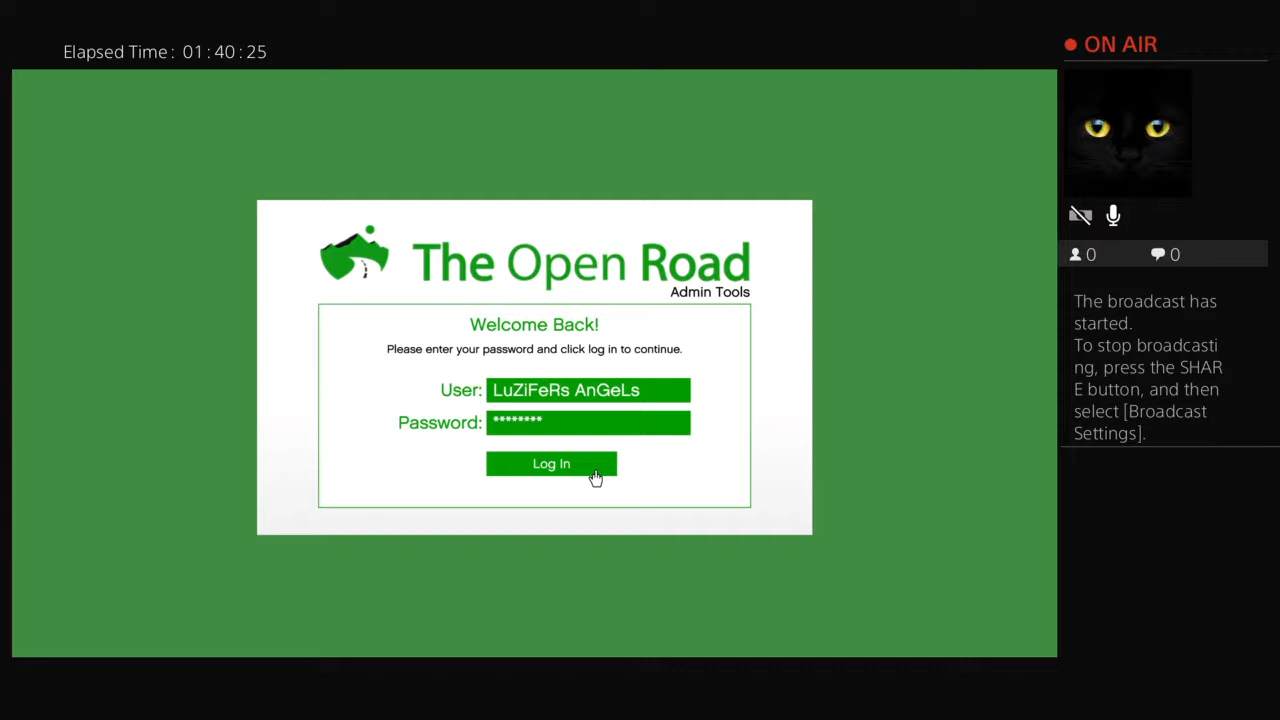 Elapsed Time: 01:40:25
ON AIR
The Open Road
Admin Tools
Welcome Back!
Please enter your password and click log in to continue.
User: LuZiFeRs AnGeLs
Password: ********
Log In
0 0
The broadcast has
started.
To stop broadcasti
ng, press the SHAR
E button, and then
select [Broadcast
Settings].